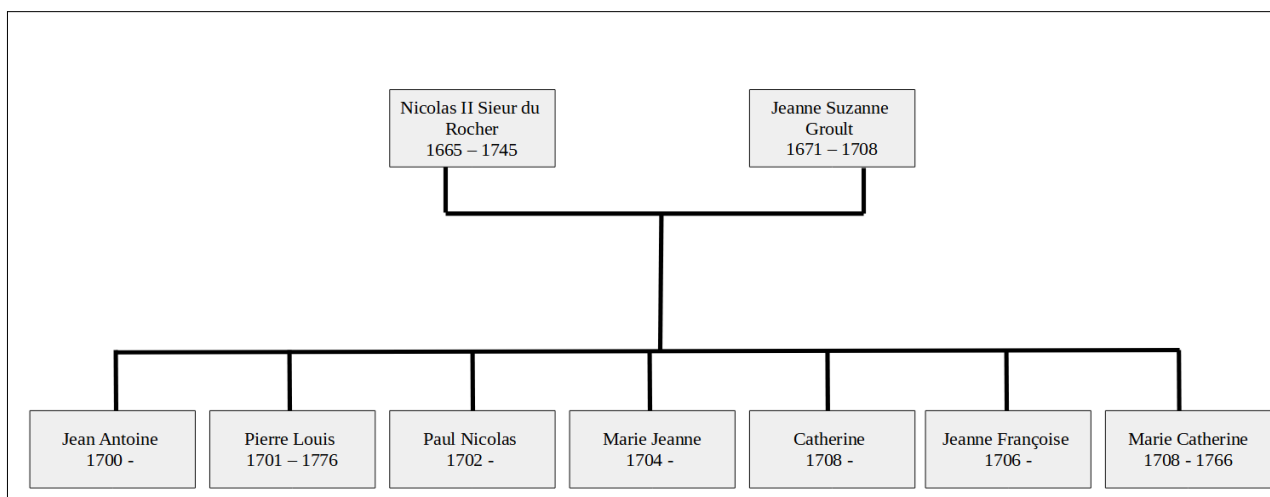 Nicolas II Sieur du
Rocher
1665 – 1745
Jeanne Suzanne
Groult
1671 – 1708
Jean Antoine
1700 -
Pierre Louis
1701 – 1776
Paul Nicolas
1702 -
Marie Jeanne
1704 -
Catherine
1708 -
Jeanne Françoise
1706 -
Marie Catherine
1708 - 1766